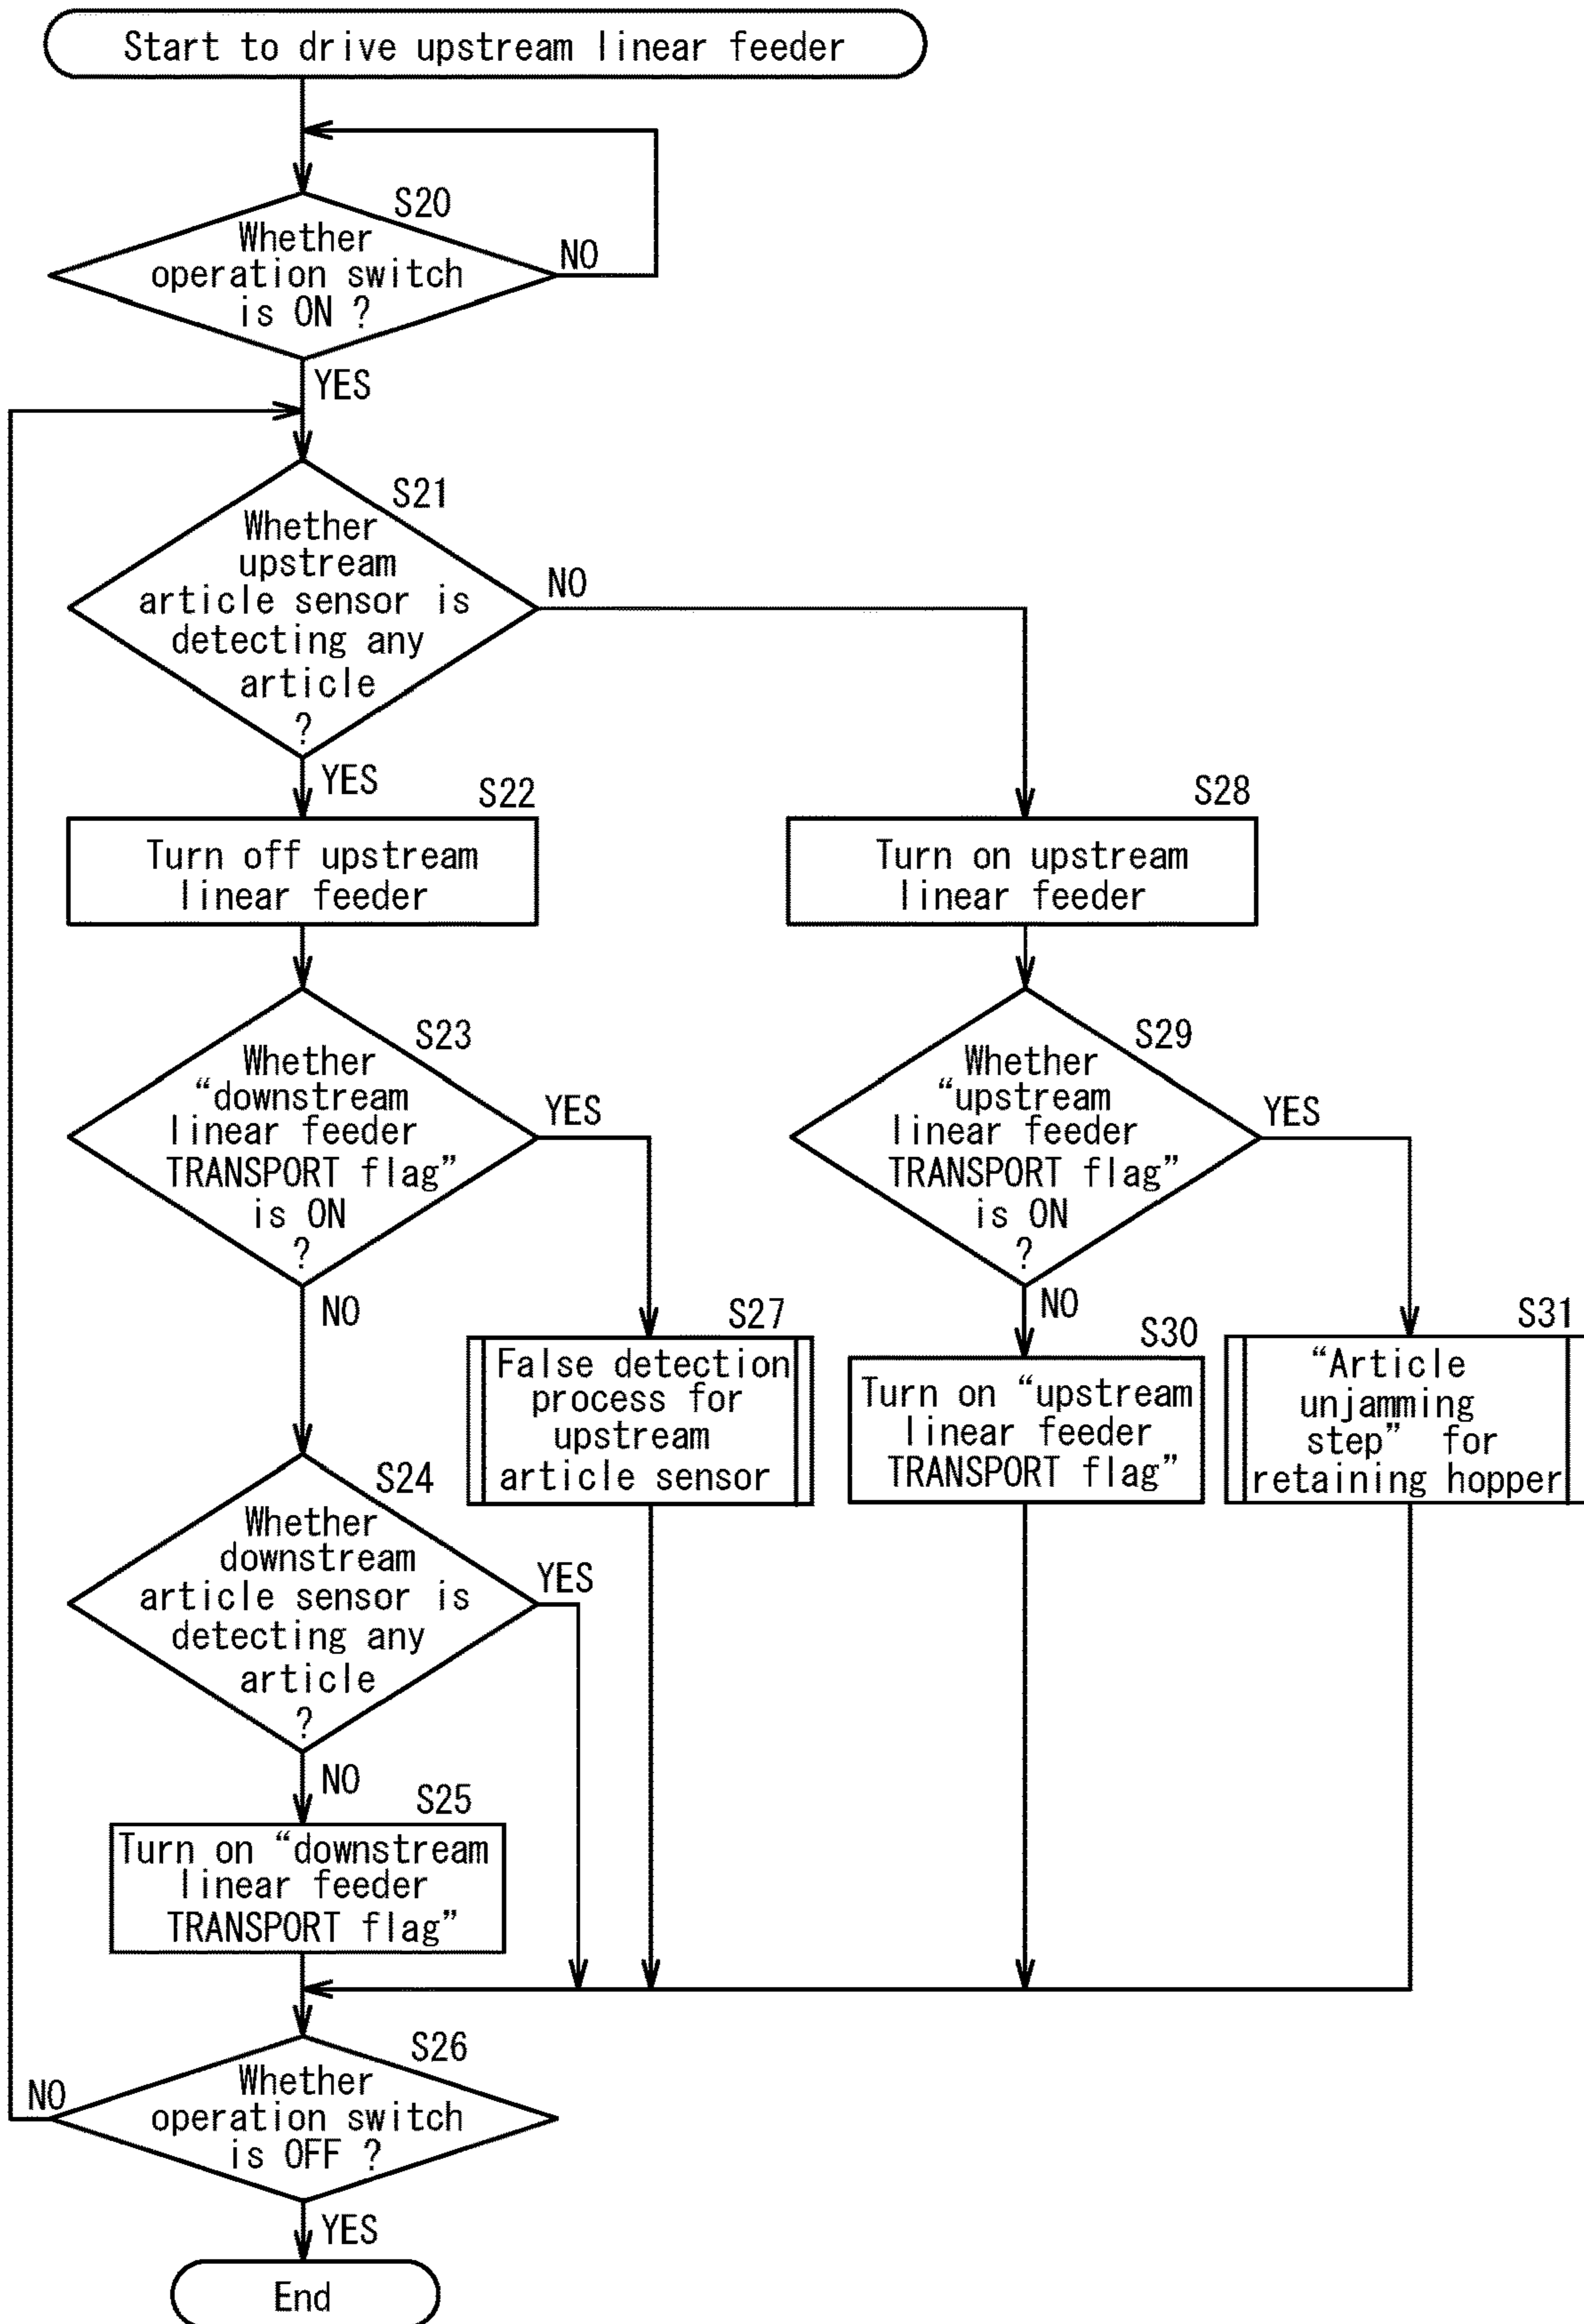 Start to drive upstream linear feeder
S20
Whether
operation switch
is ON ?
NO
YES
S21
Whether
upstream
article sensor is
detecting any
article
?
NO
YES
S22
Turn off upstream
linear feeder
S28
Turn on upstream
linear feeder
S23
Whether
“downstream
linear feeder
TRANSPORT flag”
is ON
?
YES
NO
S29
Whether
“upstream
linear feeder
TRANSPORT flag”
is ON
?
YES
NO
S27
False detection
process for
upstream
article sensor
S30
Turn on “upstream
linear feeder
TRANSPORT flag”
S31
“Article
unjamming
step” for
retaining hopper
S24
Whether
downstream
article sensor is
detecting any
article
?
YES
NO
S25
Turn on “downstream
linear feeder
TRANSPORT flag”
S26
Whether
operation switch
is OFF ?
NO
YES
End